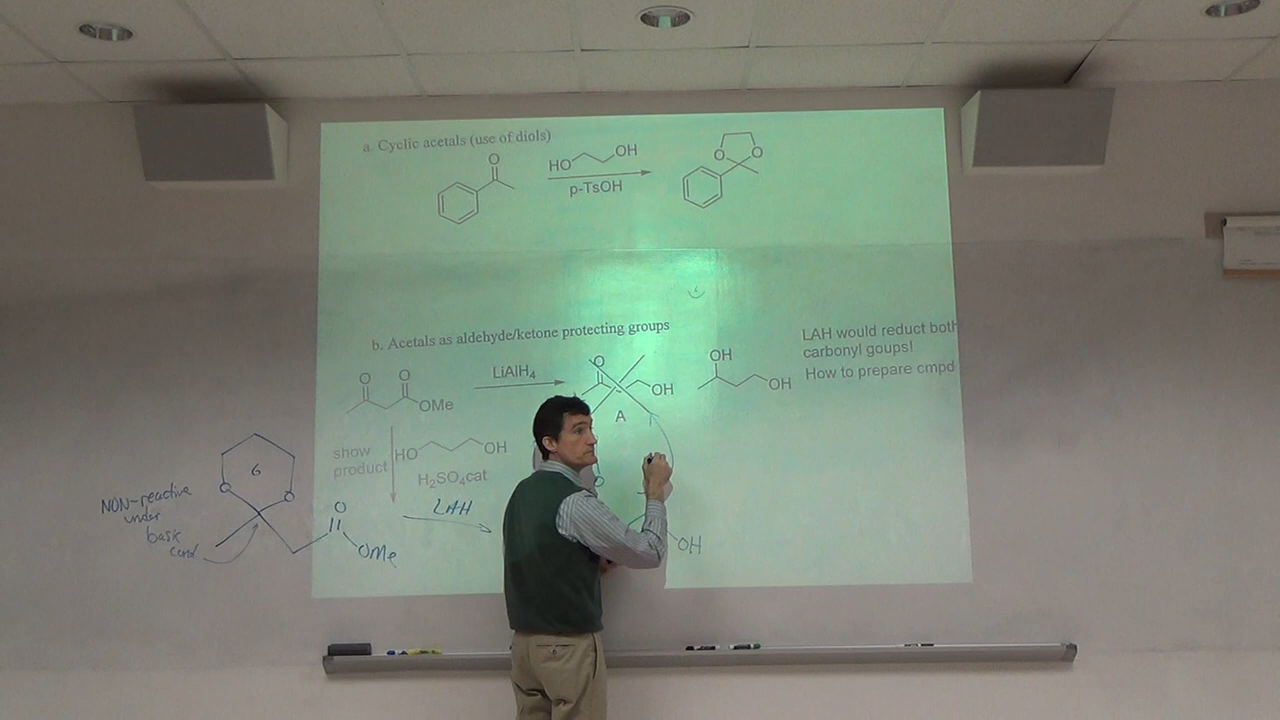 a. Cyclic acetals (use of diols)
O
HO
OH
p-TsOH
O
O
b. Acetals as aldehyde/ketone protecting groups
LAH would reduct both
carbonyl goups!
How to prepare cmpd
O
O
OMe
LiAlH4
O
OH
A
OH
OH
show
product
HO
OH
H2SO4cat
6
O
O
NON-reactive
under
basic
cond
O
OMe
LAH
O
OH